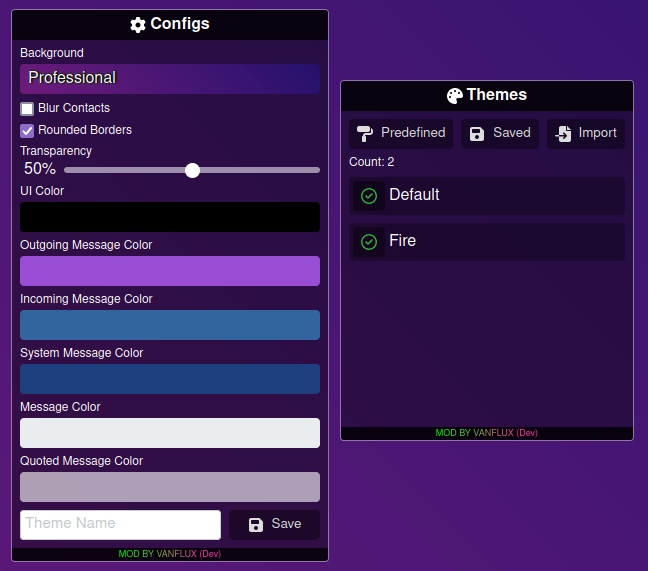 Configs
Background
Professional
Blur Contacts
Rounded Borders
Transparency
50%
UI Color
Outgoing Message Color
Incoming Message Color
System Message Color
Message Color
Quoted Message Color
Theme Name
Save
MOD BY VANFLUX (Dev)
Themes
Predefined Saved Import
Count: 2
Default
Fire
MOD BY VANFLUX (Dev)